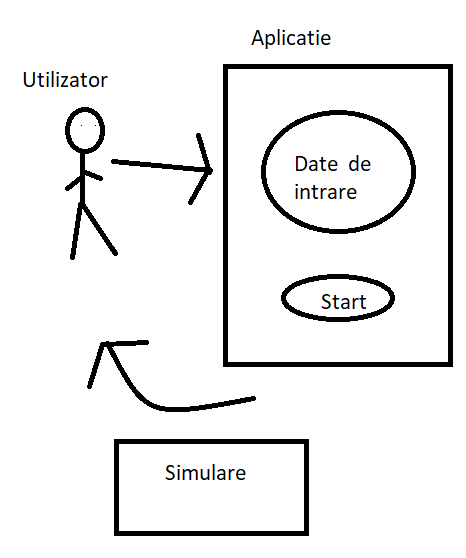 Aplicatie
Utilizator
Date de
intrare
Start
Simulare